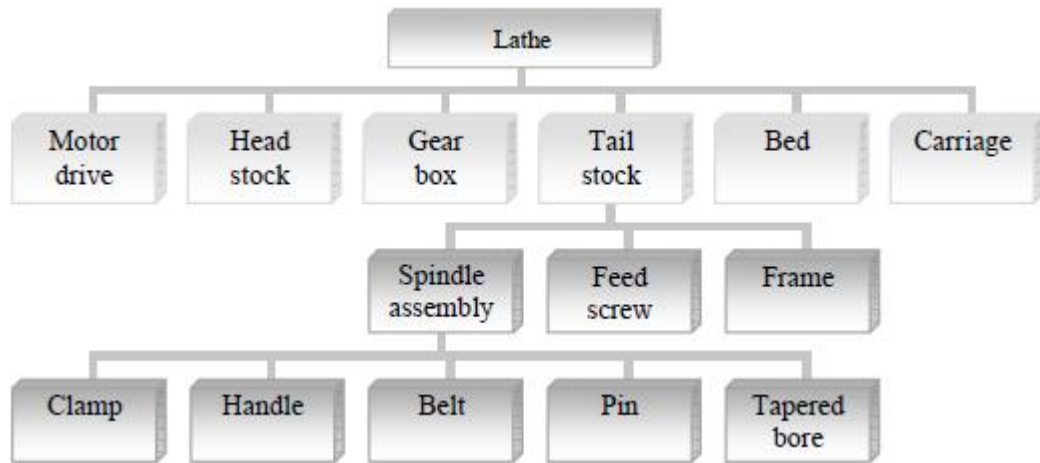 Lathe
Motor
drive
Head
stock
Gear
box
Tail
stock
Bed
Carriage
Spindle
assembly
Feed
screw
Frame
Clamp
Handle
Belt
Pin
Tapered
bore